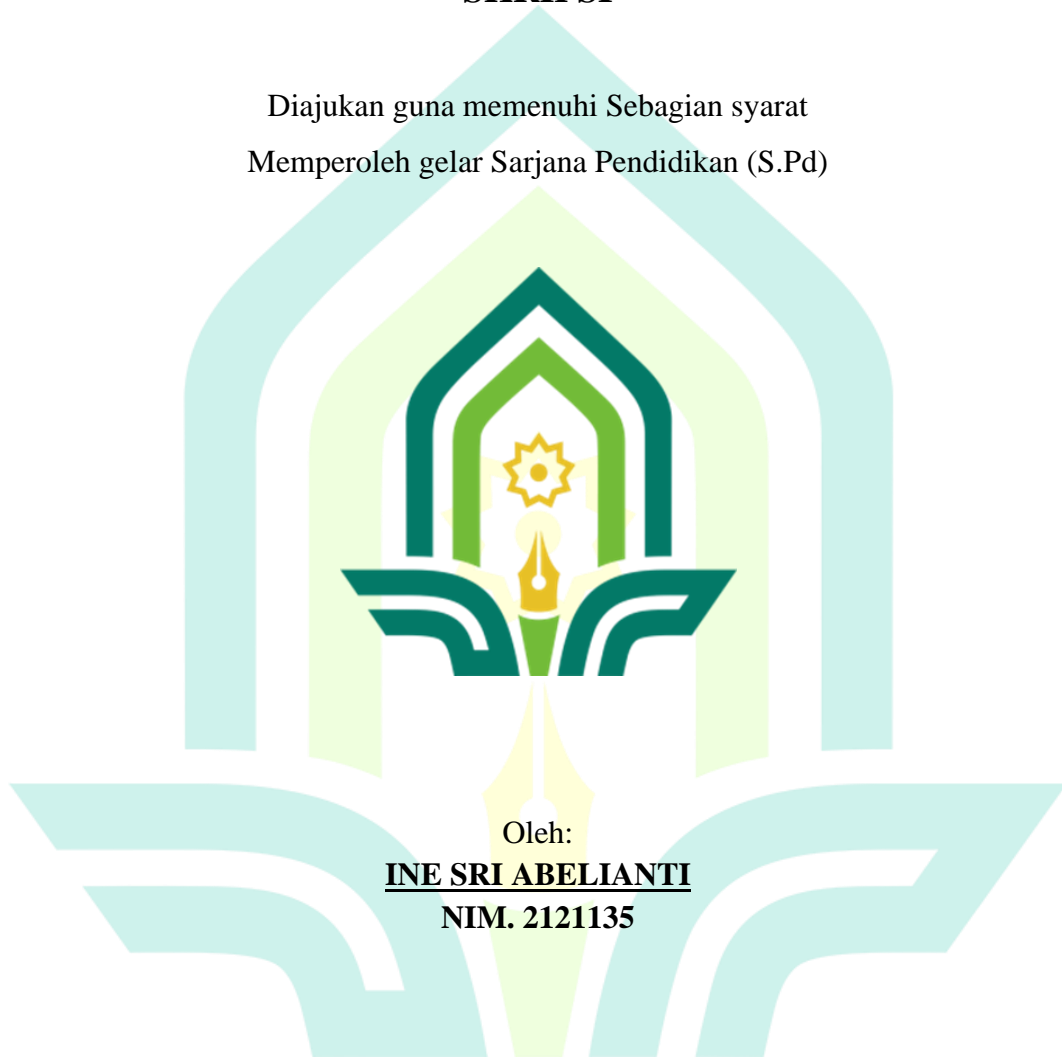 Diajukan guna memenuhi Sebagian syarat
Memperoleh gelar Sarjana Pendidikan (S.Pd)
Oleh:
INE SRI ABELIANTI
NIM. 2121135